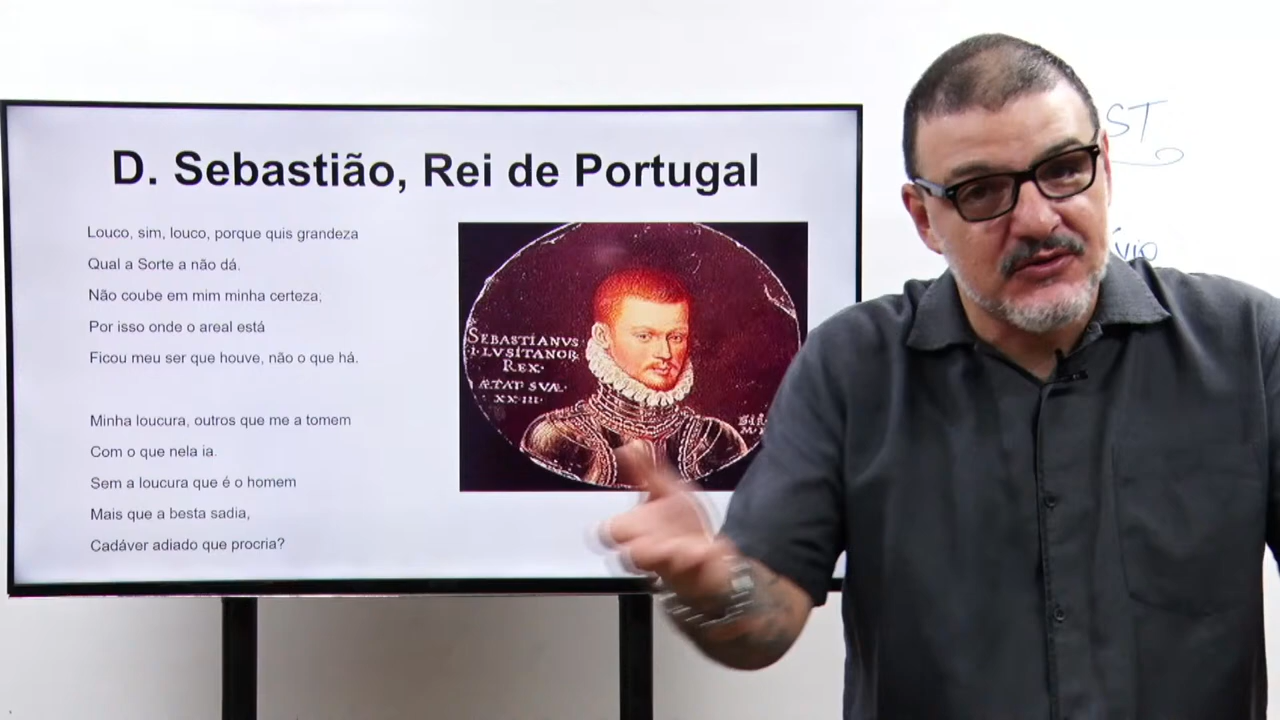 D. Sebastião, Rei de Portugal
Louco, sim, louco, porque quis grandeza
Qual a Sorte a não dá.
Não coube em mim minha certeza;
Por isso onde o areal está
Ficou meu ser que houve, não o que há.
Minha loucura, outros que me a tomem
Com o que nela ia.
Sem a loucura que é o homem
Mais que a besta sadia,
Cadáver adiado que procria?
SEBASTIANVS
I·LVSITANOR
REX·
ÆTAT SVÆ·
XX·III·
ST